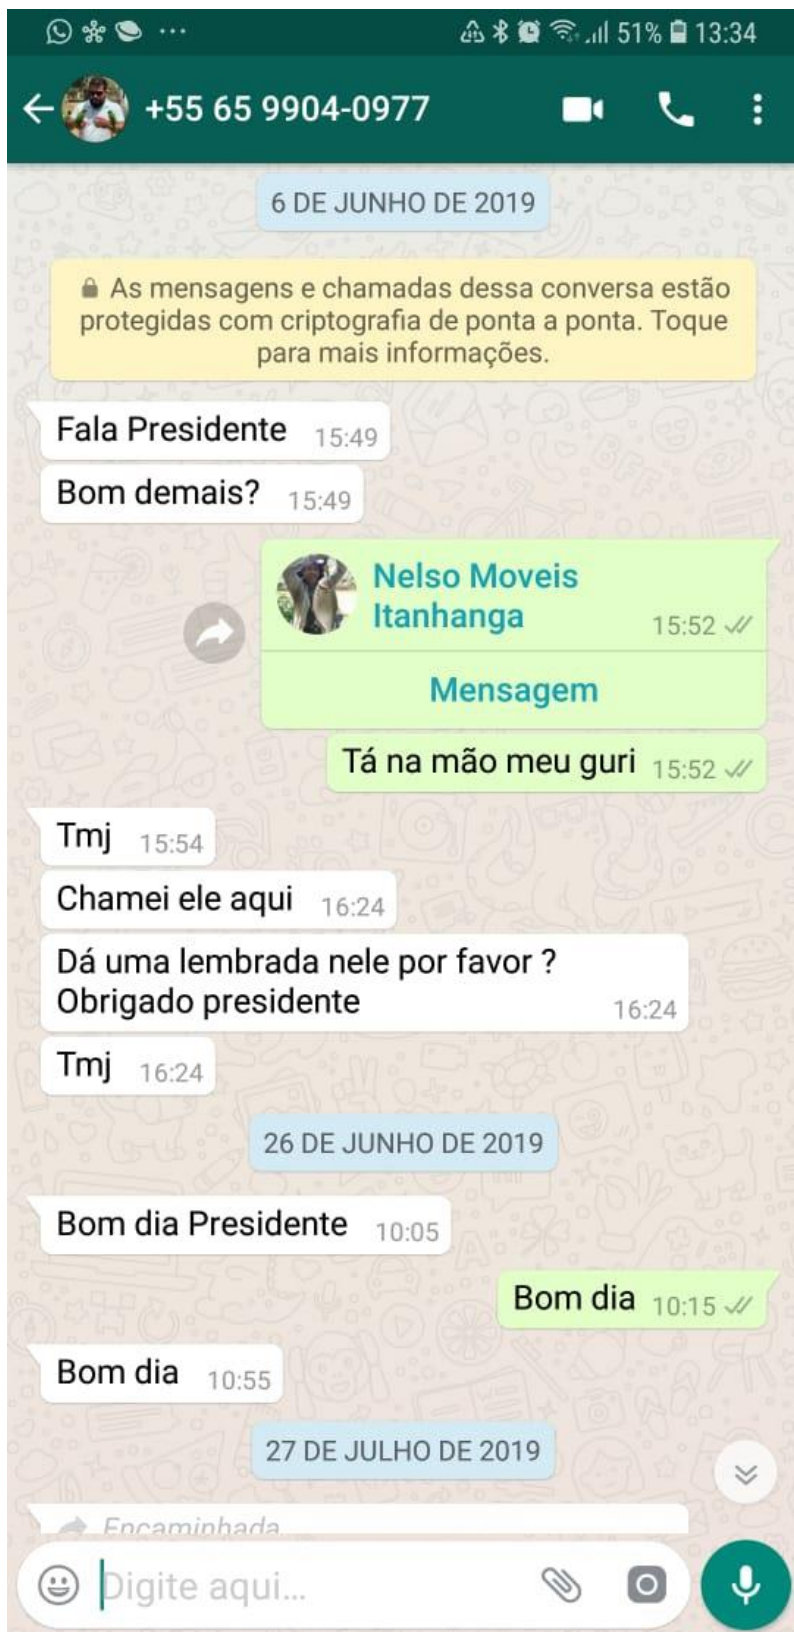 51% 13:34
+55 65 9904-0977
6 DE JUNHO DE 2019
As mensagens e chamadas dessa conversa estão
protegidas com criptografia de ponta a ponta. Toque
para mais informações.
Fala Presidente 15:49
Bom demais? 15:49
Nelso Moveis
Itanhanga 15:52
Mensagem
Tá na mão meu guri 15:52
Tmj 15:54
Chamei ele aqui 16:24
Dá uma lembrada nele por favor ?
Obrigado presidente 16:24
Tmj 16:24
26 DE JUNHO DE 2019
Bom dia Presidente 10:05
Bom dia 10:15
Bom dia 10:55
27 DE JULHO DE 2019
Encaminhada
Digite aqui...